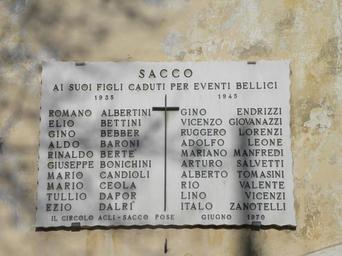 SACCO
AI SUOI FIGLI CADUTI PER EVENTI BELLICI
1935 1945
ROMANO ALBERTINI GINO ENDRIZZI
ELIO BETTINI VICENZO GIOVANAZZI
GINO BEBBER RUGGERO LORENZI
ALDO BARONI ADOLFO LEONE
RINALDO BERTE MARIANO MANFREDI
GIUSEPPE BONICHINI ARTURO SALVETTI
MARIO CANDIOLI ALBERTO TOMASINI
MARIO CEOLA RIO VALENTE
TULLIO DAPOR LINO VICENZI
EZIO DALRÌ ITALO ZANOTELLI
IL CIRCOLO ACLI-SACCO POSE GIUGNO 1970